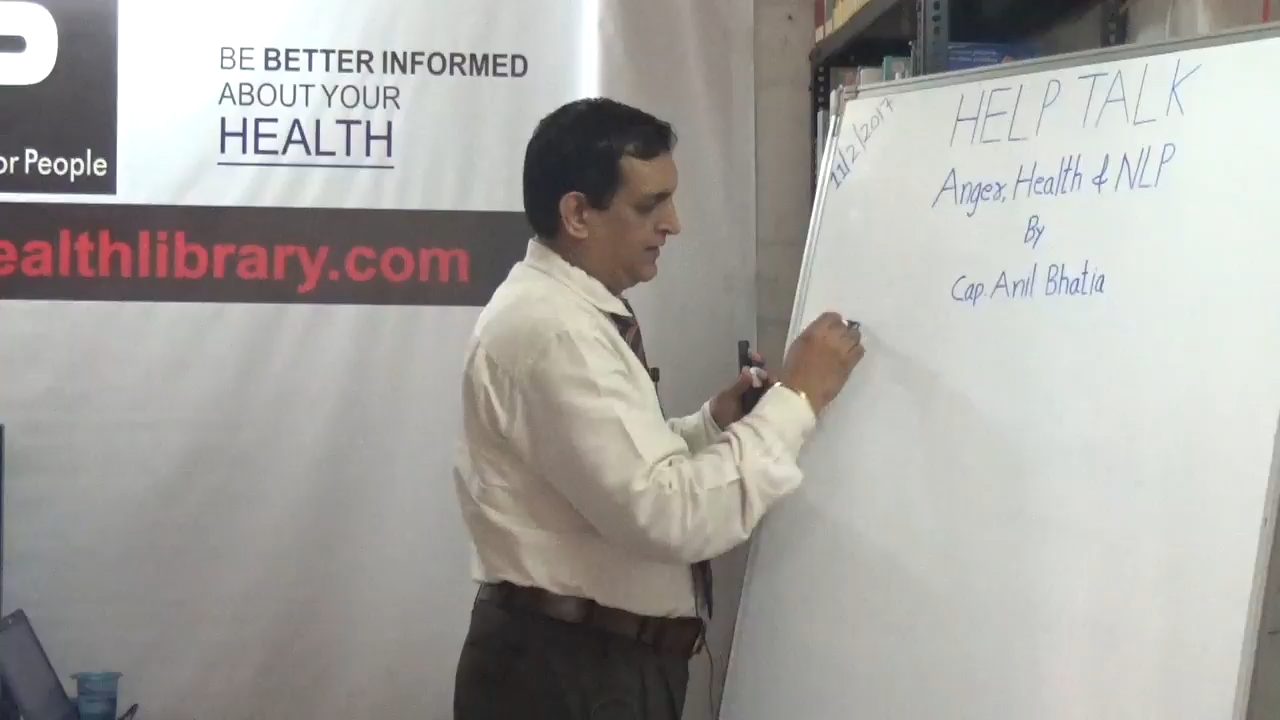 P
or People
BE BETTER INFORMED
ABOUT YOUR
HEALTH
ealthlibrary.com
11/2/2017
HELP TALK
Anger, Health & NLP
By
Cap. Anil Bhatia